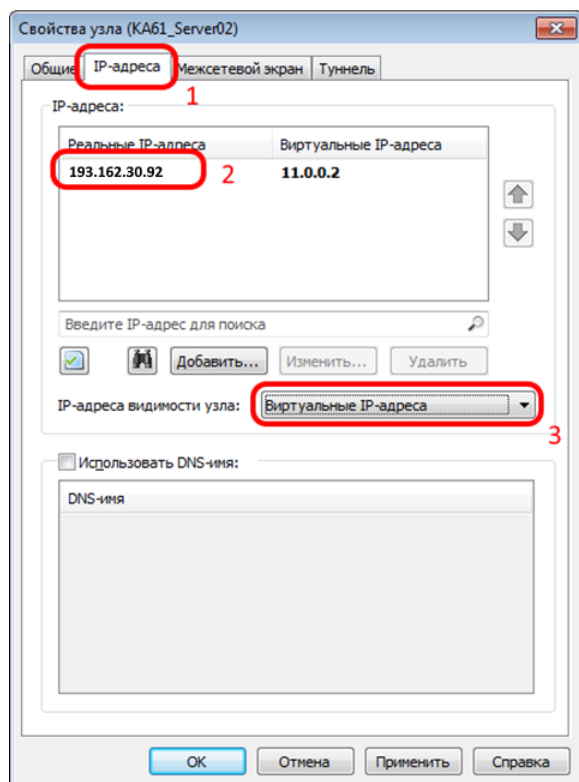 Свойства узла (KA61_Server02)
Общие IP-адреса Межсетевой экран Туннель
1
IP-адреса:
Реальные IP-адреса Виртуальные IP-адреса
193.162.30.92 2 11.0.0.2
Введите IP-адрес для поиска
Добавить... Изменить... Удалить
IP-адреса видимости узла: Виртуальные IP-адреса
3
Использовать DNS-имя:
DNS-имя
OK Отмена Применить Справка